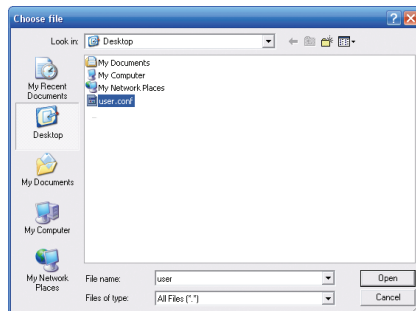 Choose file
Look in: Desktop
My Documents
My Computer
My Network Places
user.conf
My Recent
Documents
Desktop
My Documents
My Computer
My Network
Places
File name: user Open
Files of type: All Files (*.*) Cancel